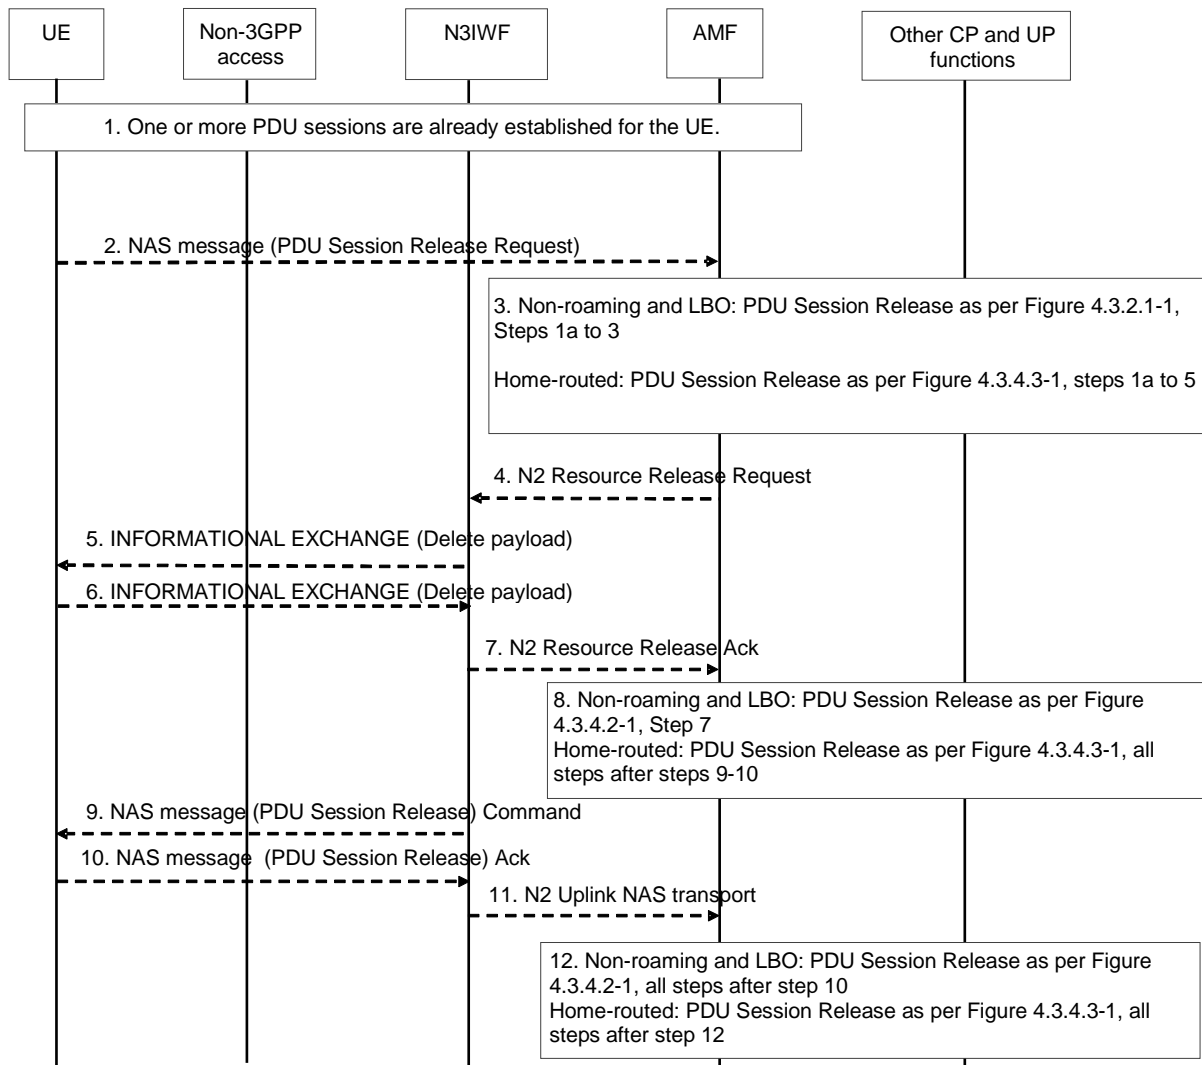 UE
Non-3GPP
access
N3IWF
AMF
Other CP and UP
functions
1. One or more PDU sessions are already established for the UE.
2. NAS message (PDU Session Release Request)
3. Non-roaming and LBO: PDU Session Release as per Figure 4.3.2.1-1,
Steps 1a to 3
Home-routed: PDU Session Release as per Figure 4.3.4.3-1, steps 1a to 5
4. N2 Resource Release Request
5. INFORMATIONAL EXCHANGE (Delete payload)
6. INFORMATIONAL EXCHANGE (Delete payload)
7. N2 Resource Release Ack
8. Non-roaming and LBO: PDU Session Release as per Figure
4.3.4.2-1, Step 7
Home-routed: PDU Session Release as per Figure 4.3.4.3-1, all
steps after steps 9-10
9. NAS message (PDU Session Release) Command
10. NAS message  (PDU Session Release) Ack
11. N2 Uplink NAS transport
12. Non-roaming and LBO: PDU Session Release as per Figure
4.3.4.2-1, all steps after step 10
Home-routed: PDU Session Release as per Figure 4.3.4.3-1, all
steps after step 12